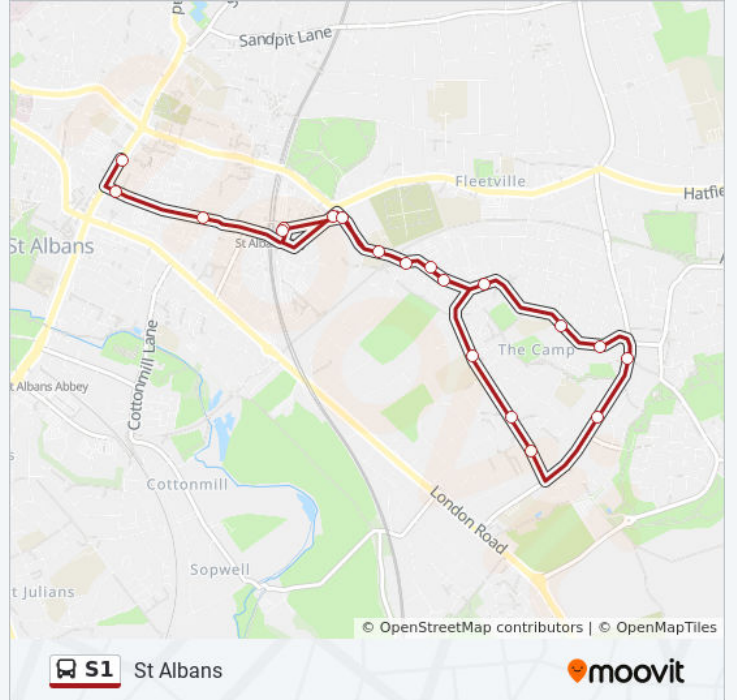 Sandpit Lane
Fleetville
Hatfie
St Albans
St Alba
The Camp
Cottonmill Lane
t Albans Abbey
Cottonmill
London Road
Sopwell
t Julians
© OpenStreetMap contributors | © OpenMapTiles
S1 St Albans
moovit